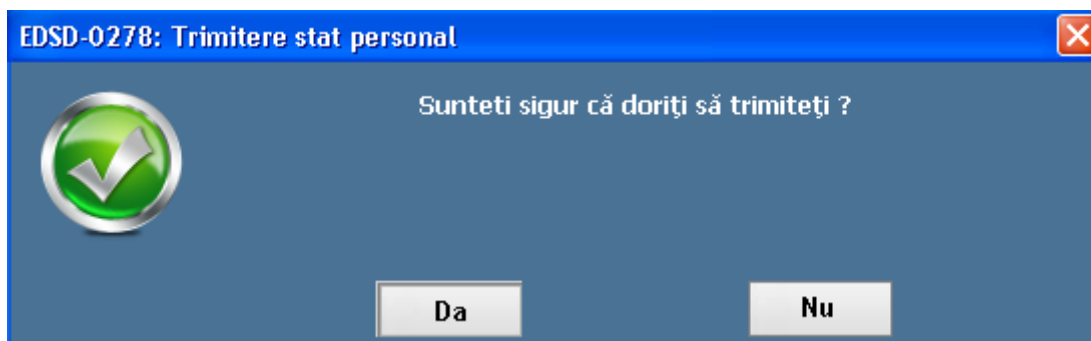 EDSD-0278: Trimitere stat personal
Sunteti sigur că doriţi să trimiteţi ?
Da
Nu